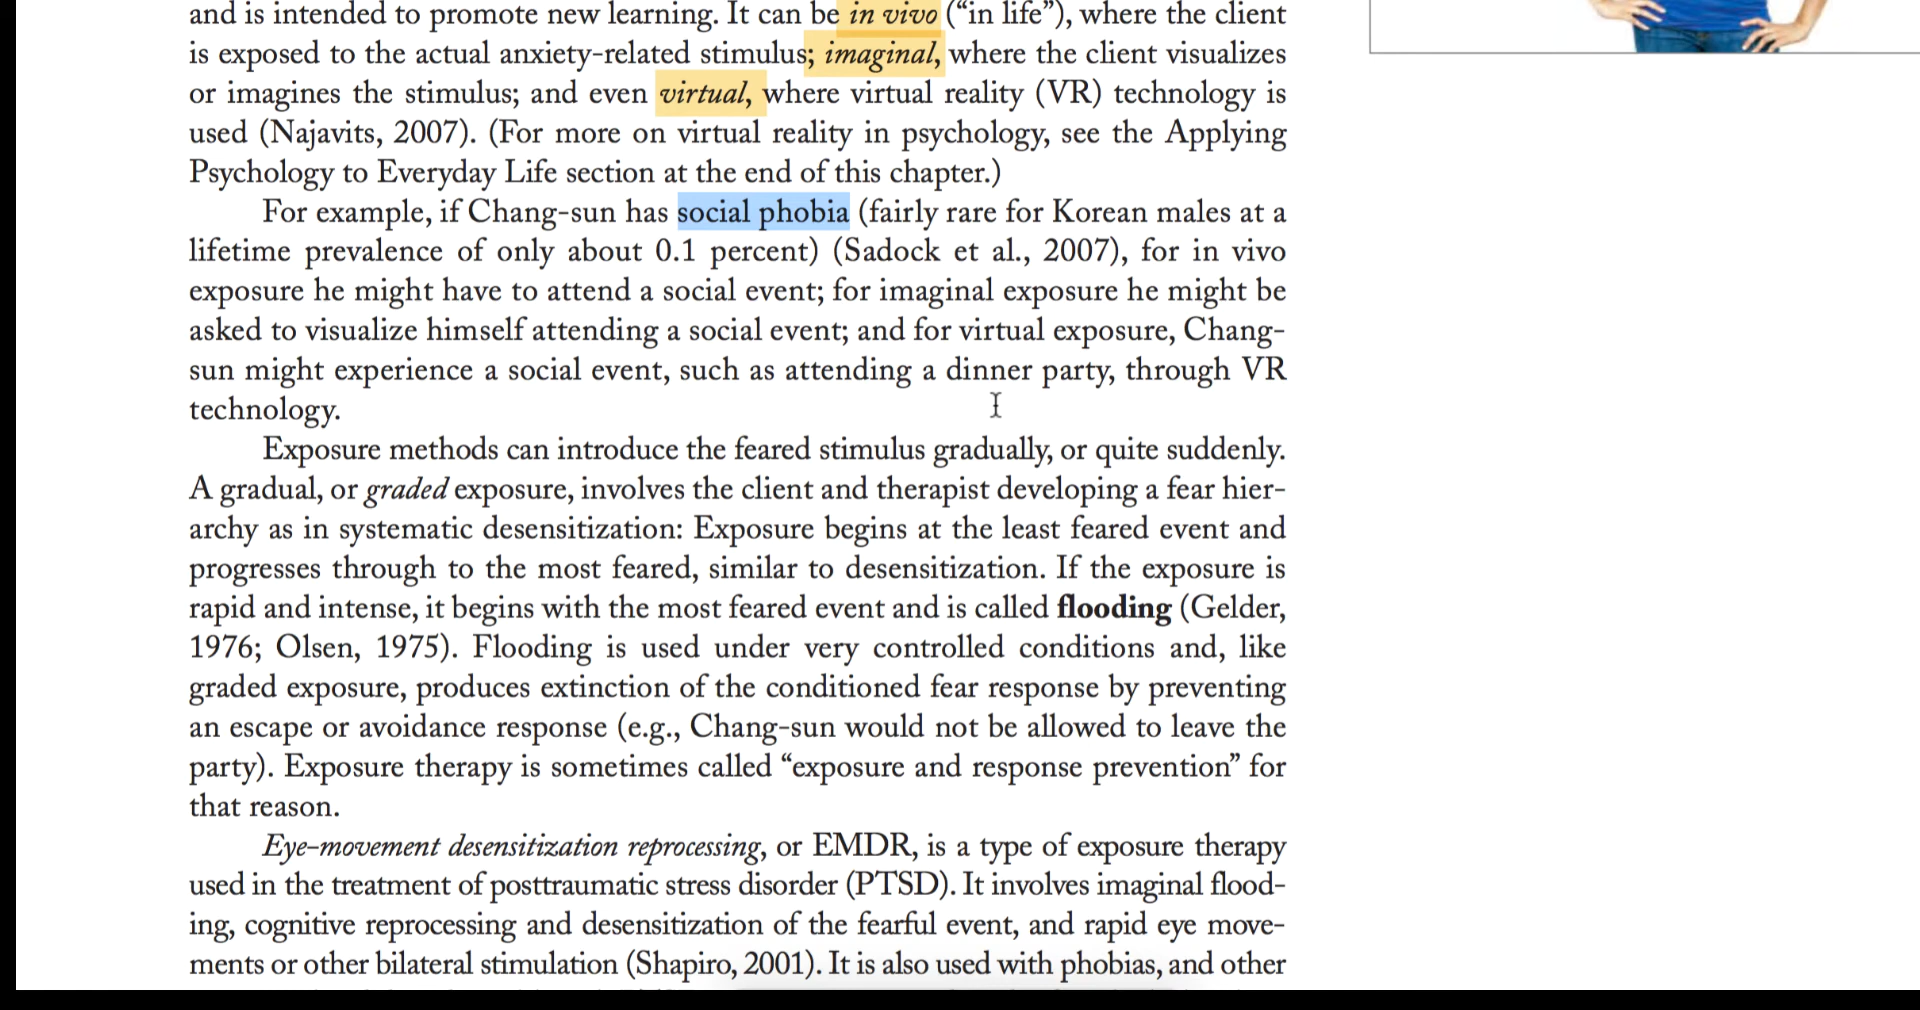 and is intended to promote new learning. It can be in vivo (“in life”), where the client
is exposed to the actual anxiety-related stimulus; imaginal, where the client visualizes
or imagines the stimulus; and even virtual, where virtual reality (VR) technology is
used (Najavits, 2007). (For more on virtual reality in psychology, see the Applying
Psychology to Everyday Life section at the end of this chapter.)
For example, if Chang-sun has social phobia (fairly rare for Korean males at a
lifetime prevalence of only about 0.1 percent) (Sadock et al., 2007), for in vivo
exposure he might have to attend a social event; for imaginal exposure he might be
asked to visualize himself attending a social event; and for virtual exposure, Chang-
sun might experience a social event, such as attending a dinner party, through VR
technology.
Exposure methods can introduce the feared stimulus gradually, or quite suddenly.
A gradual, or graded exposure, involves the client and therapist developing a fear hier-
archy as in systematic desensitization: Exposure begins at the least feared event and
progresses through to the most feared, similar to desensitization. If the exposure is
rapid and intense, it begins with the most feared event and is called flooding (Gelder,
1976; Olsen, 1975). Flooding is used under very controlled conditions and, like
graded exposure, produces extinction of the conditioned fear response by preventing
an escape or avoidance response (e.g., Chang-sun would not be allowed to leave the
party). Exposure therapy is sometimes called “exposure and response prevention” for
that reason.
Eye-movement desensitization reprocessing, or EMDR, is a type of exposure therapy
used in the treatment of posttraumatic stress disorder (PTSD). It involves imaginal flood-
ing, cognitive reprocessing and desensitization of the fearful event, and rapid eye move-
ments or other bilateral stimulation (Shapiro, 2001). It is also used with phobias, and other